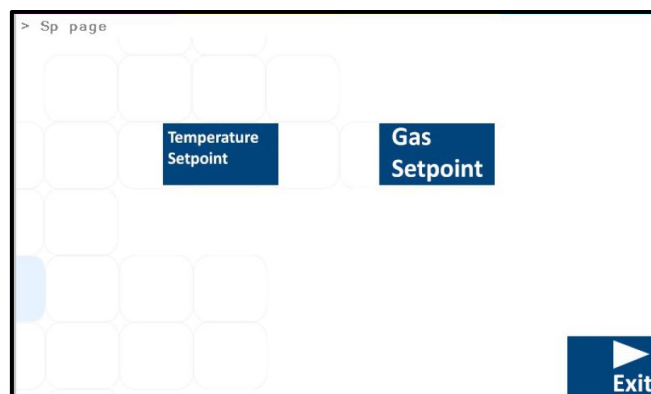 > Sp page
Temperature
Setpoint
Gas
Setpoint
Exit